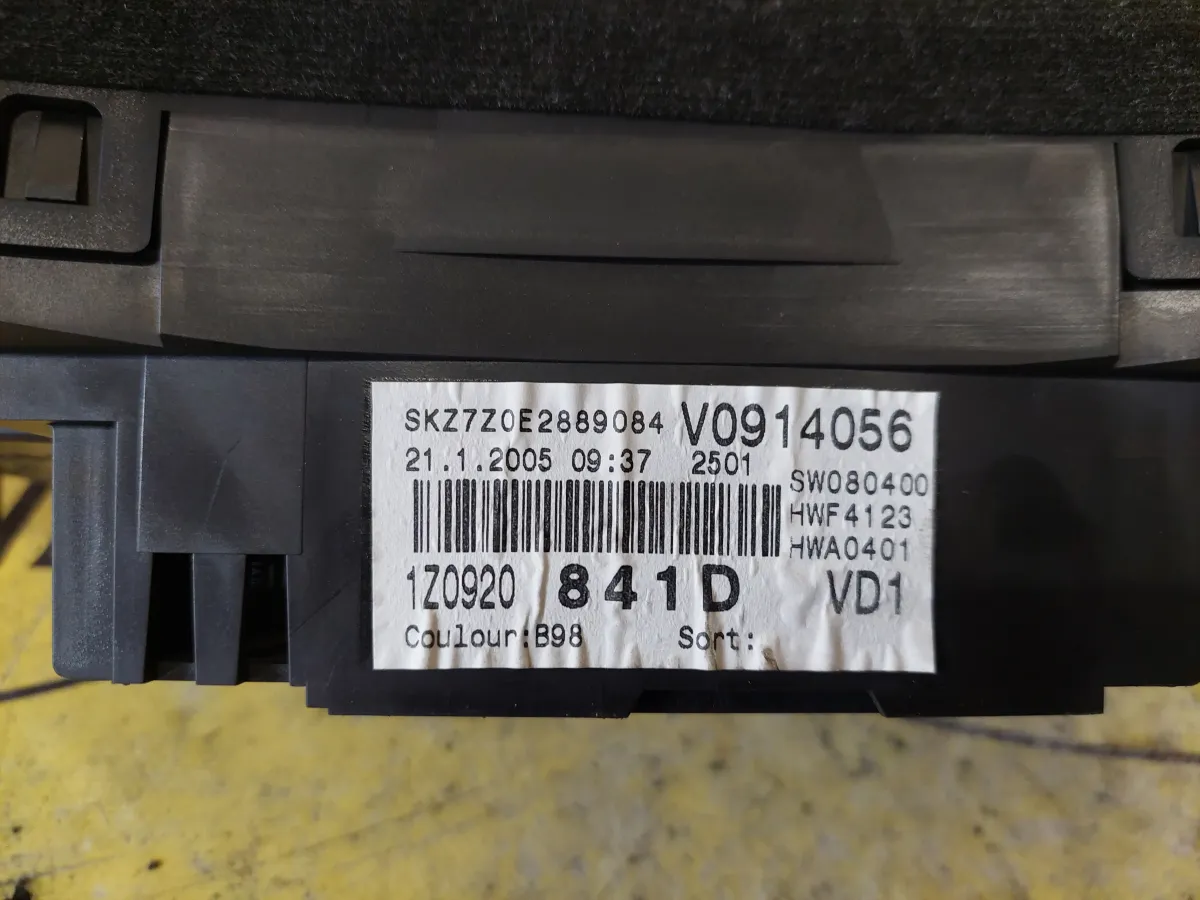 SKZ7Z0E2889084 V0914056
21.1.2005 09:37 2501
SW080400
HWF4123
HWA0401
1Z0920 841D VD1
Coulour:B98 Sort: